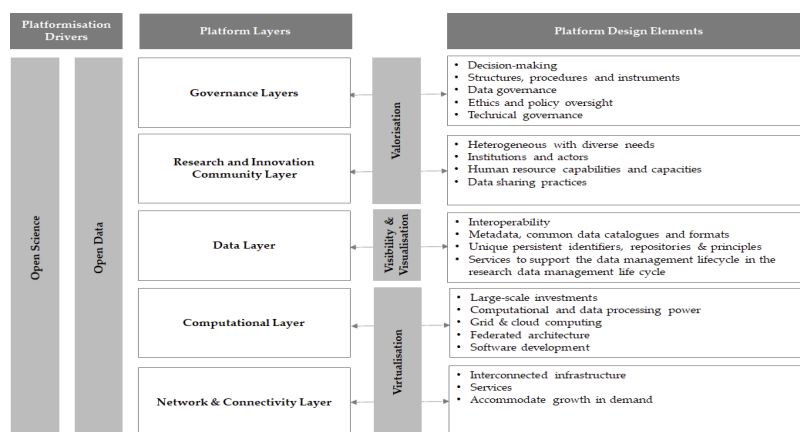 Platformisation
Drivers
Platform Layers
Platform Design Elements
Open Science
Open Data
Governance Layers
Valorisation
• Decision-making
• Structures, procedures and instruments
• Data governance
• Ethics and policy oversight
• Technical governance
Research and Innovation
Community Layer
• Heterogeneous with diverse needs
• Institutions and actors
• Human resource capabilities and capacities
• Data sharing practices
Data Layer
Visibility &
Visualisation
• Interoperability
• Metadata, common data catalogues and formats
• Unique persistent identifiers, repositories & principles
• Services to support the data management lifecycle in the
research data management life cycle
Computational Layer
Virtualisation
• Large-scale investments
• Computational and data processing power
• Grid & cloud computing
• Federated architecture
• Software development
Network & Connectivity Layer
• Interconnected infrastructure
• Services
• Accommodate growth in demand